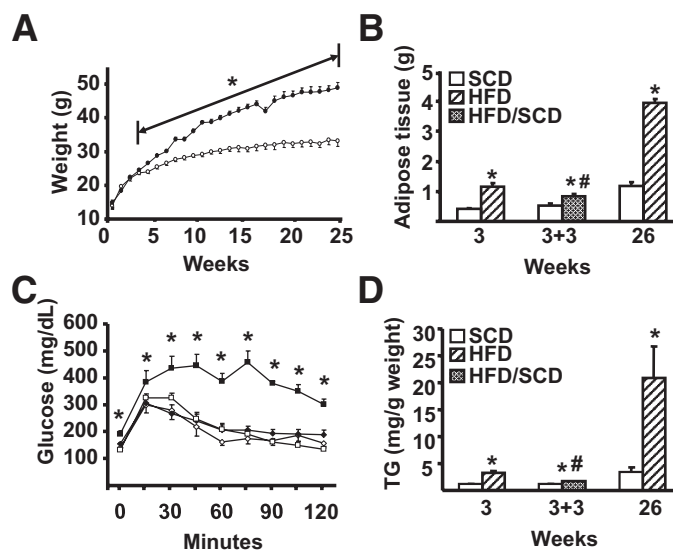 A
*
Weight (g)
50
40
30
20
10
0
5
10
15
20
25
Weeks
B
SCD
HFD
HFD/SCD
Adipose tissue (g)
5
4
3
2
1
*
* #
*
3
3+3
26
Weeks
C
Glucose (mg/dL)
600
500
400
300
200
100
* * * * * * * * *
0
30
60
90
120
Minutes
D
SCD
HFD
HFD/SCD
TG (mg/g weight)
30
25
20
15
10
5
*
* #
*
3
3+3
26
Weeks